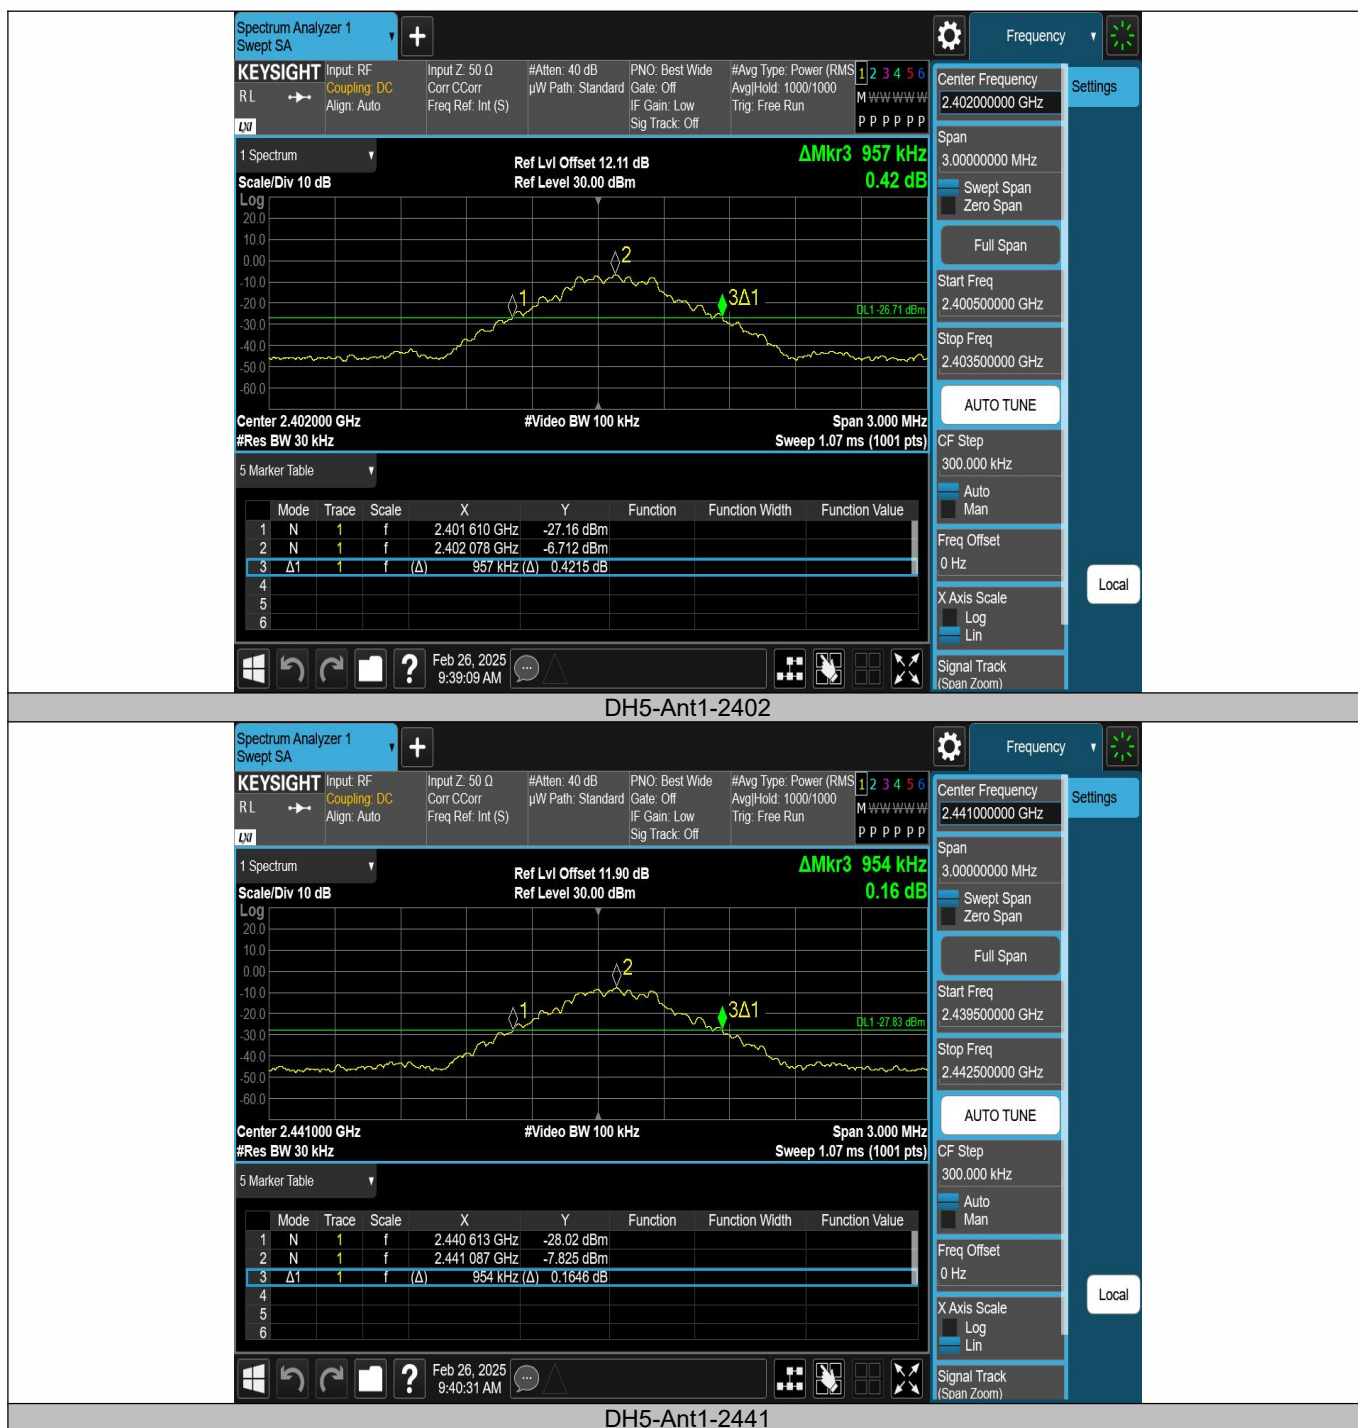 Spectrum Analyzer 1
Swept SA
+
Frequency
KEYSIGHT
RL
LXI
Input: RF
Coupling: DC
Align: Auto
Input Z: 50 Ω
Corr CCorr
Freq Ref: Int (S)
#Atten: 40 dB
µW Path: Standard
PNO: Best Wide
Gate: Off
IF Gain: Low
Sig Track: Off
#Avg Type: Power (RMS
Avg|Hold: 1000/1000
Trig: Free Run
1 2 3 4 5 6
M W W W W W
P P P P P P
Center Frequency
2.402000000 GHz
Settings
Span
3.00000000 MHz
Swept Span
Zero Span
Full Span
Start Freq
2.400500000 GHz
Stop Freq
2.403500000 GHz
AUTO TUNE
CF Step
300.000 kHz
Auto
Man
Freq Offset
0 Hz
X Axis Scale
Log
Lin
Signal Track
(Span Zoom)
Local
1 Spectrum
Scale/Div 10 dB
Ref Lvl Offset 12.11 dB
Ref Level 30.00 dBm
ΔMkr3 957 kHz
0.42 dB
Log
20.0
10.0
0.00
-10.0
-20.0
-30.0
-40.0
-50.0
-60.0
1
2
3Δ1
DL1 -26.71 dBm
Center 2.402000 GHz
#Video BW 100 kHz
Span 3.000 MHz
#Res BW 30 kHz
Sweep 1.07 ms (1001 pts)
5 Marker Table
Mode Trace Scale X Y Function Function Width Function Value
1 N 1 f 2.401 610 GHz -27.16 dBm
2 N 1 f 2.402 078 GHz -6.712 dBm
3 Δ1 1 f (Δ) 957 kHz (Δ) 0.4215 dB
4
5
6
?
Feb 26, 2025
9:39:09 AM
DH5-Ant1-2402
Spectrum Analyzer 1
Swept SA
+
Frequency
KEYSIGHT
RL
LXI
Input: RF
Coupling: DC
Align: Auto
Input Z: 50 Ω
Corr CCorr
Freq Ref: Int (S)
#Atten: 40 dB
µW Path: Standard
PNO: Best Wide
Gate: Off
IF Gain: Low
Sig Track: Off
#Avg Type: Power (RMS
Avg|Hold: 1000/1000
Trig: Free Run
1 2 3 4 5 6
M W W W W W
P P P P P P
Center Frequency
2.441000000 GHz
Settings
Span
3.00000000 MHz
Swept Span
Zero Span
Full Span
Start Freq
2.439500000 GHz
Stop Freq
2.442500000 GHz
AUTO TUNE
CF Step
300.000 kHz
Auto
Man
Freq Offset
0 Hz
X Axis Scale
Log
Lin
Signal Track
(Span Zoom)
Local
1 Spectrum
Scale/Div 10 dB
Ref Lvl Offset 11.90 dB
Ref Level 30.00 dBm
ΔMkr3 954 kHz
0.16 dB
Log
20.0
10.0
0.00
-10.0
-20.0
-30.0
-40.0
-50.0
-60.0
1
2
3Δ1
DL1 -27.83 dBm
Center 2.441000 GHz
#Video BW 100 kHz
Span 3.000 MHz
#Res BW 30 kHz
Sweep 1.07 ms (1001 pts)
5 Marker Table
Mode Trace Scale X Y Function Function Width Function Value
1 N 1 f 2.440 613 GHz -28.02 dBm
2 N 1 f 2.441 087 GHz -7.825 dBm
3 Δ1 1 f (Δ) 954 kHz (Δ) 0.1646 dB
4
5
6
?
Feb 26, 2025
9:40:31 AM
DH5-Ant1-2441